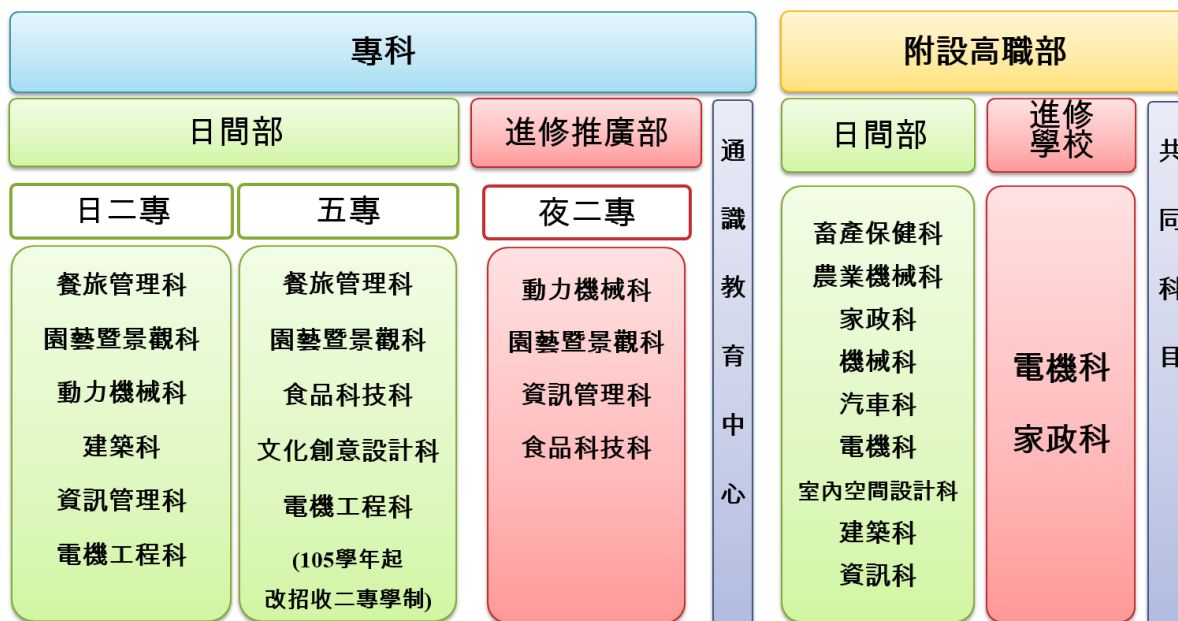 專科
日間部
進修推廣部
日二專
餐旅管理科
園藝暨景觀科
動力機械科
建築科
資訊管理科
電機工程科
五專
餐旅管理科
園藝暨景觀科
食品科技科
文化創意設計科
電機工程科
(105學年起
改招收二專學制)
夜二專
動力機械科
園藝暨景觀科
資訊管理科
食品科技科
通識教育中心
附設高職部
日間部
畜產保健科
農業機械科
家政科
機械科
汽車科
電機科
室內空間設計科
建築科
資訊科
進修
學校
電機科
家政科
共同科目